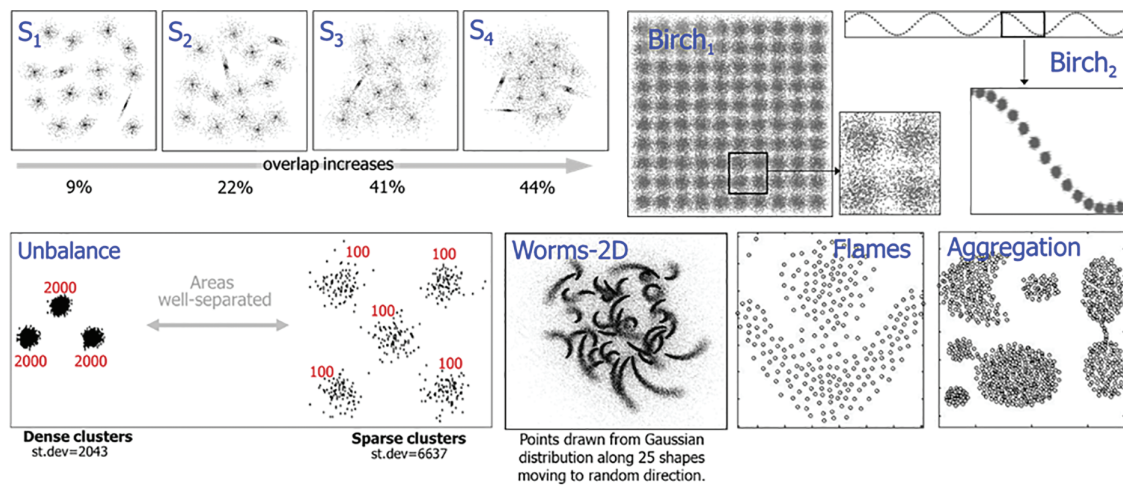 S1
S2
S3
S4
overlap increases
9%
22%
41%
44%
Birch1
Birch2
Unbalance
2000
2000
2000
Areas
well-separated
100
100
100
100
100
Dense clusters
st.dev=2043
Sparse clusters
st.dev=6637
Worms-2D
Points drawn from Gaussian
distribution along 25 shapes
moving to random direction.
Flames
Aggregation